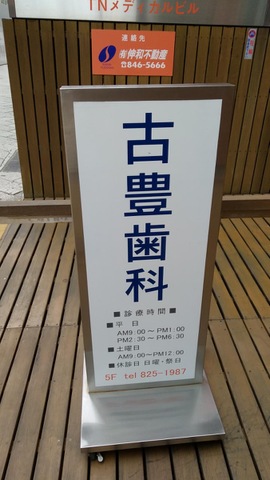 TNメディカルビル
連絡先
㈲伸和不動産
☎846-5666
古豊歯科
■診療時間■
■平 日
AM9:00〜PM1:00
PM2:30〜PM6:30
■土曜日
AM9:00〜PM12:00
■休診日 日曜・祭日
5F tel 825-1987